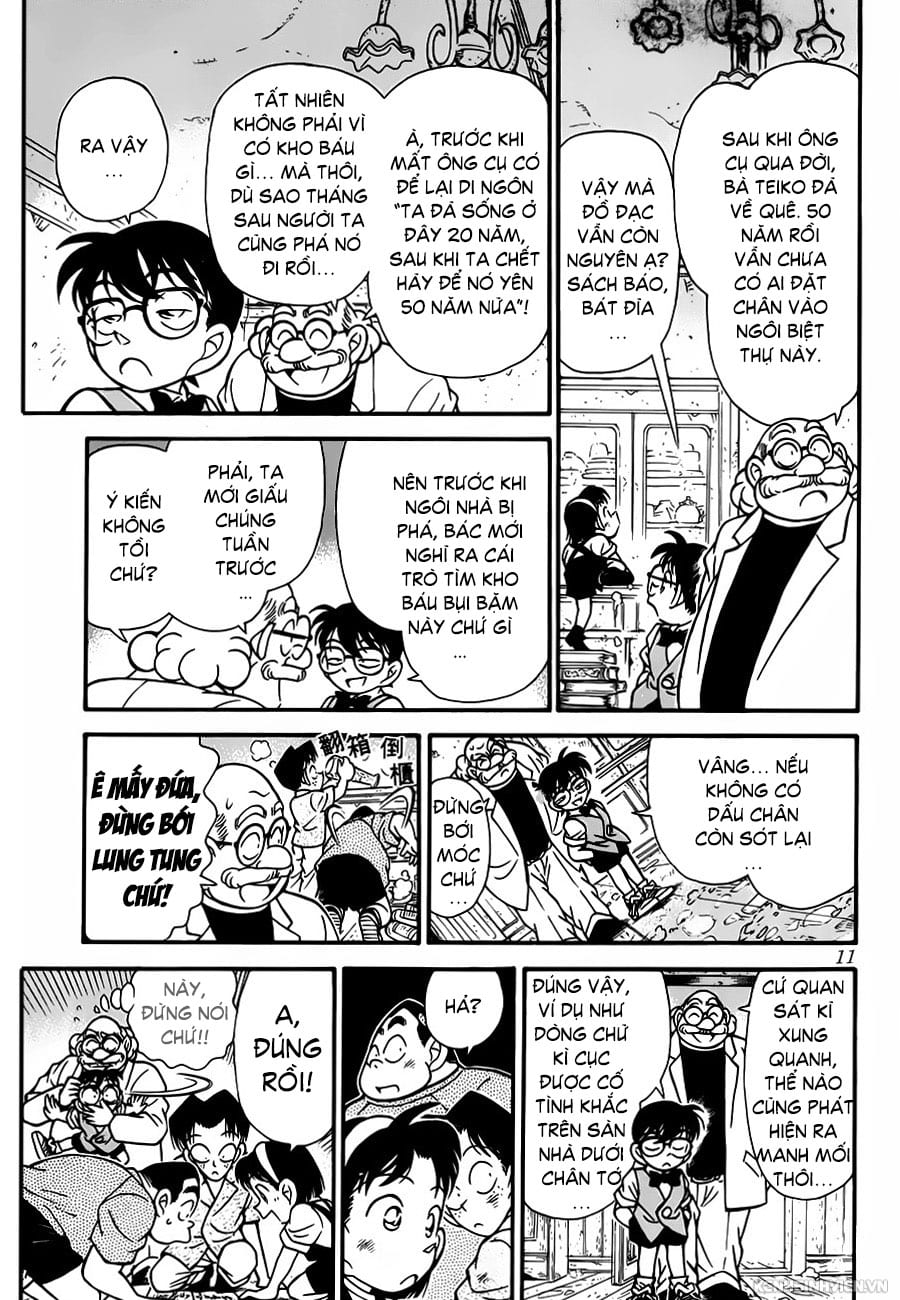 SAU KHI ÔNG
CỤ QUA ĐỜI,
BÀ TEIKO ĐÃ
VỀ QUÊ. 50
NĂM RỒI
VẪN CHƯA
CÓ AI ĐẶT
CHÂN VÀO
NGÔI BIỆT
THỰ NÀY.
VẬY MÀ
ĐỒ ĐẠC
VẪN CÒN
NGUYÊN Ạ?
SÁCH BÁO,
BÁT ĐĨA
...
À, TRƯỚC KHI
MẤT ÔNG CỤ CÓ
ĐỂ LẠI DI NGÔN
“TA ĐÃ SỐNG Ở
ĐÂY 20 NĂM,
SAU KHI TA CHẾT
HÃY ĐỂ NÓ YÊN
50 NĂM NỮA”!
TẤT NHIÊN
KHÔNG PHẢI VÌ
CÓ KHO BÁU
GÌ... MÀ THÔI,
DÙ SAO THÁNG
SAU NGƯỜI TA
CŨNG PHÁ NÓ
ĐI RỒI...
RA VẬY
...
NÊN TRƯỚC KHI
NGÔI NHÀ BỊ
PHÁ, BÁC MỚI
NGHĨ RA CÁI
TRÒ TÌM KHO
BÁU BỤI BẶM
NÀY CHỨ GÌ
...
PHẢI, TA
MỚI GIẤU
CHÚNG
TUẦN
TRƯỚC
...
Ý KIẾN
KHÔNG
TỒI
CHỨ?
VÂNG... NẾU
KHÔNG CÓ
DẤU CHÂN
CÒN SÓT LẠI
...
ĐỪNG
BỚI
MÓC
CHỨ
...
翻箱倒櫃
Ê MẤY ĐỨA,
ĐỪNG BỚI
LUNG TUNG
CHỨ!
11
CỨ QUAN
SÁT KĨ
XUNG
QUANH,
THẾ NÀO
CŨNG PHÁT
HIỆN RA
MANH MỐI
THÔI...
ĐÚNG VẬY,
VÍ DỤ NHƯ
DÒNG CHỮ
KÌ CỤC
ĐƯỢC CỐ
TÌNH KHẮC
TRÊN SÀN
NHÀ DƯỚI
CHÂN TỚ
...
HẢ?
A,
ĐÚNG
RỒI!
NÀY,
ĐỪNG NÓI
CHỨ!!